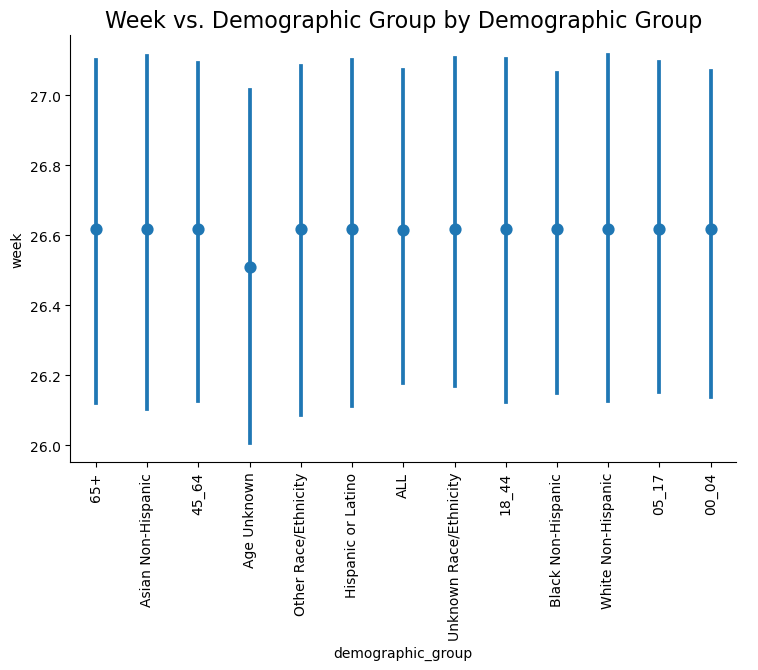 Week vs. Demographic Group by Demographic Group
week
27.0
26.8
26.6
26.4
26.2
26.0
65+
Asian Non-Hispanic
45_64
Age Unknown
Other Race/Ethnicity
Hispanic or Latino
ALL
Unknown Race/Ethnicity
18_44
Black Non-Hispanic
White Non-Hispanic
05_17
00_04
demographic_group